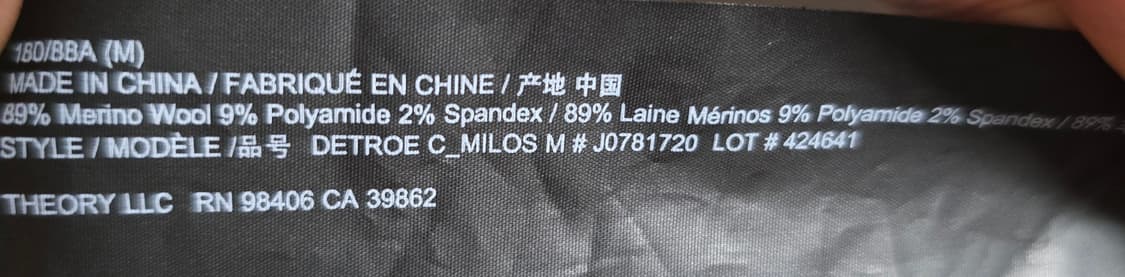 180/88A (M)
MADE IN CHINA / FABRIQUÉ EN CHINE / 产地 中国
89% Merino Wool 9% Polyamide 2% Spandex / 89% Laine Mérinos 9% Polyamide 2% Spandex / 89%
STYLE / MODÈLE /品号 DETROE C_MILOS M # J0781720 LOT # 424641
THEORY LLC RN 98406 CA 39862